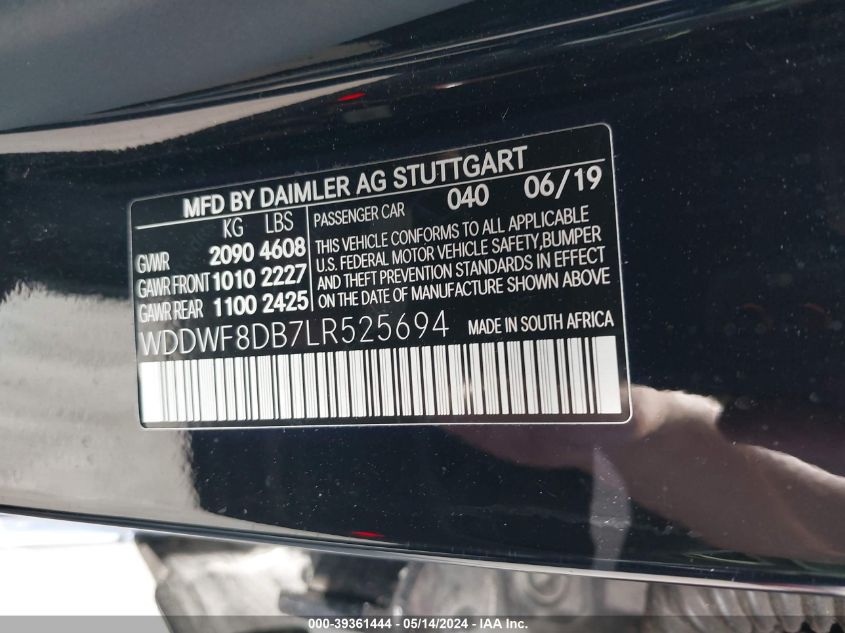 MFD BY DAIMLER AG STUTTGART
KG LBS
GVWR 2090 4608
GAWR FRONT 1010 2227
GAWR REAR 1100 2425
PASSENGER CAR 040 06/19
THIS VEHICLE CONFORMS TO ALL APPLICABLE
U.S. FEDERAL MOTOR VEHICLE SAFETY,BUMPER
AND THEFT PREVENTION STANDARDS IN EFFECT
ON THE DATE OF MANUFACTURE SHOWN ABOVE
WDDWF8DB7LR525694 MADE IN SOUTH AFRICA
000-39361444 - 05/14/2024 - IAA Inc.